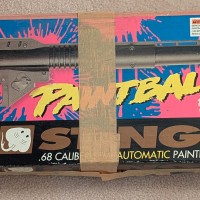 PAINTBAL
STING
.68 CALIB AUTOMATIC PAINT